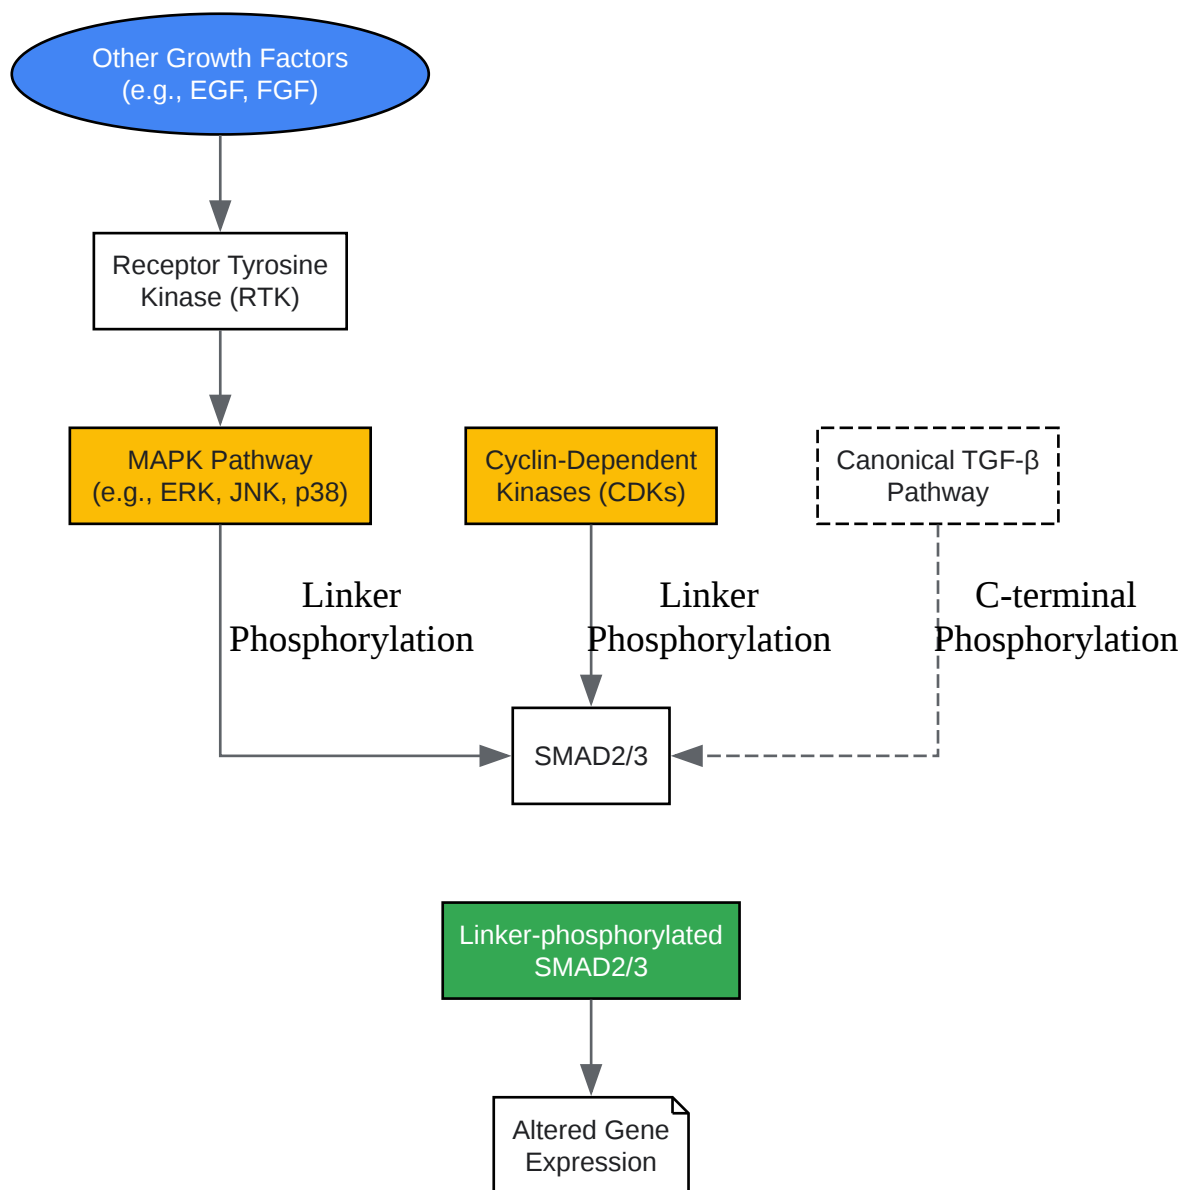 Other Growth Factors
(e.g., EGF, FGF)
Receptor Tyrosine
Kinase (RTK)
MAPK Pathway
(e.g., ERK, JNK, p38)
Cyclin-Dependent
Kinases (CDKs)
Canonical TGF-β
Pathway
Linker
Phosphorylation
Linker
Phosphorylation
C-terminal
Phosphorylation
SMAD2/3
Linker-phosphorylated
SMAD2/3
Altered Gene
Expression